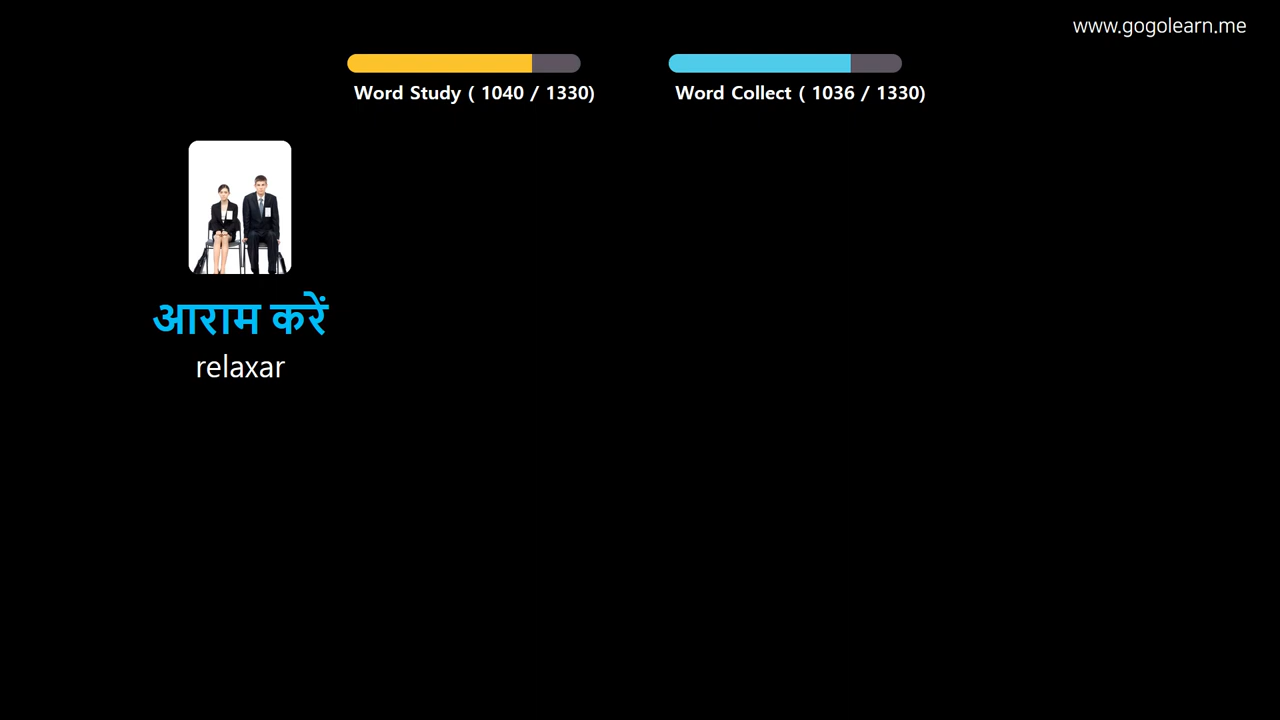 www.gogolearn.me
Word Study ( 1040 / 1330)
Word Collect ( 1036 / 1330)
आराम करें
relaxar